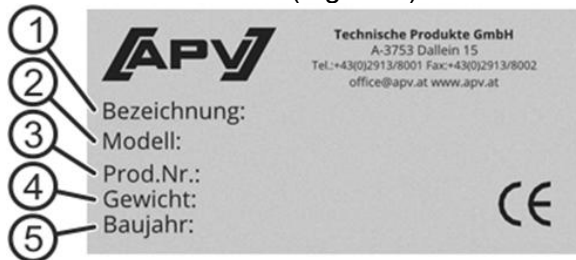 1
2
3
4
5
APV
Technische Produkte GmbH
A-3753 Dallein 15
Tel.:+43(0)2913/8001 Fax:+43(0)2913/8002
office@apv.at www.apv.at
Bezeichnung:
Modell:
Prod.Nr.:
Gewicht:
Baujahr:
CE